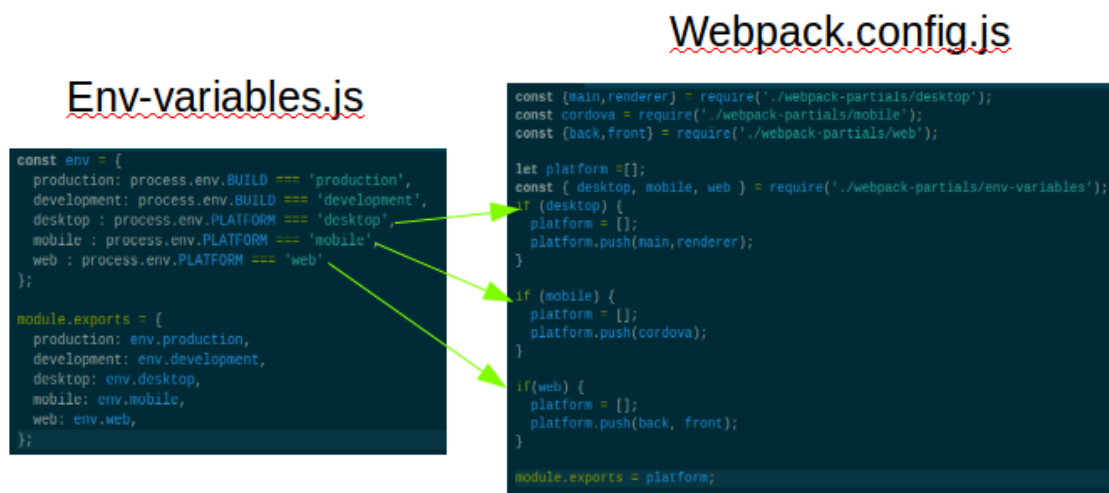 Webpack.config.js
Env-variables.js
const env = {
  production: process.env.BUILD === 'production',
  development: process.env.BUILD === 'development',
  desktop : process.env.PLATFORM === 'desktop',
  mobile : process.env.PLATFORM === 'mobile',
  web : process.env.PLATFORM === 'web'
};
module.exports = {
  production: env.production,
  development: env.development,
  desktop: env.desktop,
  mobile: env.mobile,
  web: env.web,
};
const {main,renderer} = require('./webpack-partials/desktop');
const cordova = require('./webpack-partials/mobile');
const {back,front} = require('./webpack-partials/web');
let platform =[];
const { desktop, mobile, web } = require('./webpack-partials/env-variables');
if (desktop) {
  platform = [];
  platform.push(main,renderer);
}
if (mobile) {
  platform = [];
  platform.push(cordova);
}
if(web) {
  platform = [];
  platform.push(back, front);
}
module.exports = platform;